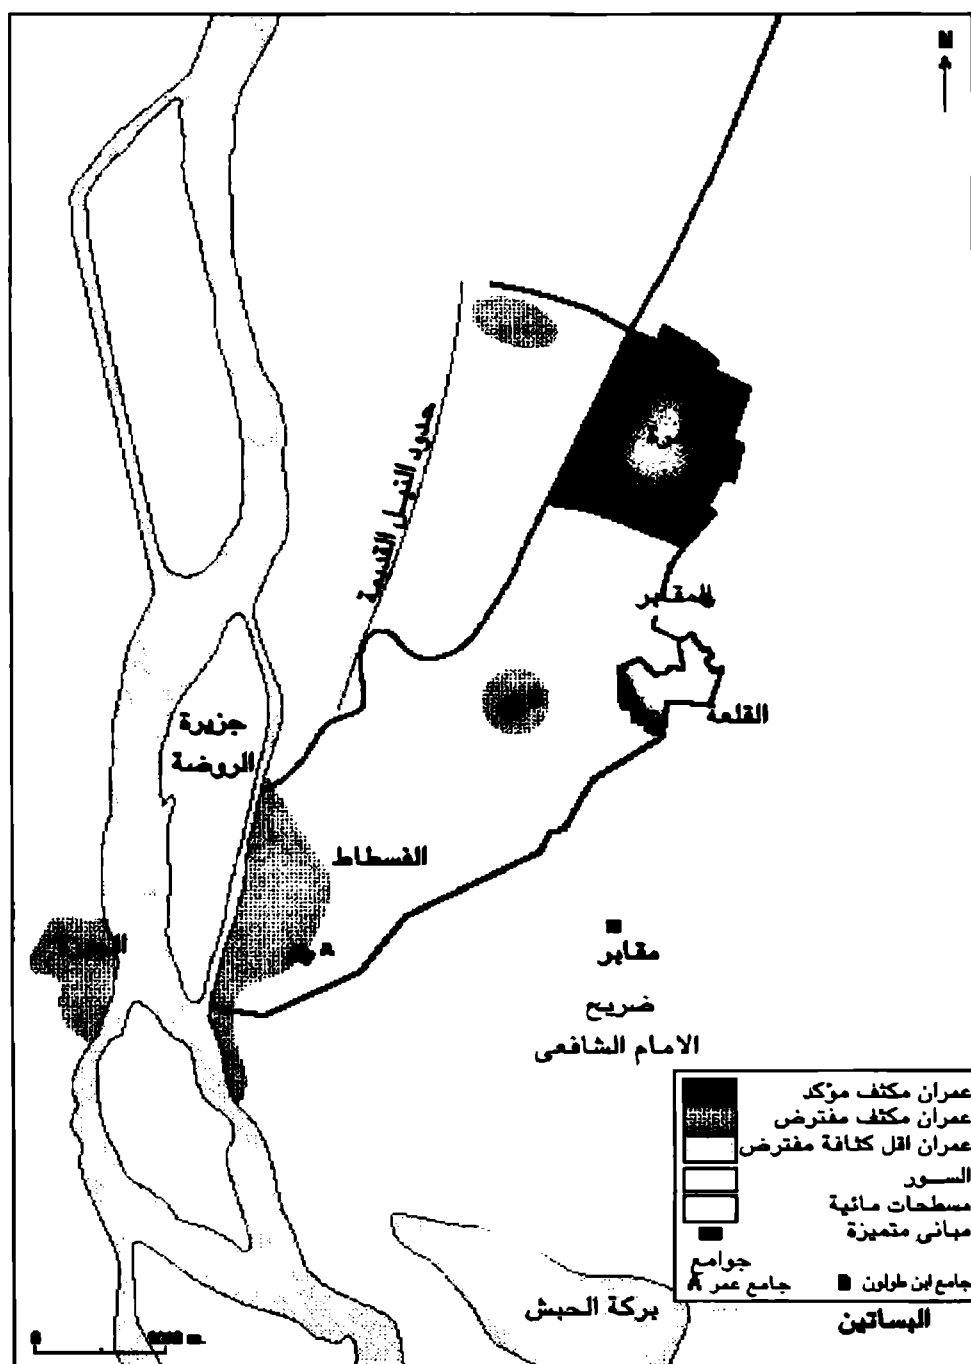 N
حدود النيل القديمة
المقابر
القلعة
جزيرة
الروضة
الفسطاط
A
مقابر
ضريح
الامام الشافعى
عمران مكثف مؤكد
عمران مكثف مفترض
عمران اقل كثافة مفترض
الســور
مسطحات مائية
مبانى متميزة
جوامع
A جامع عمر
B جامع ابن طولون
بركة الحبش
البساتين